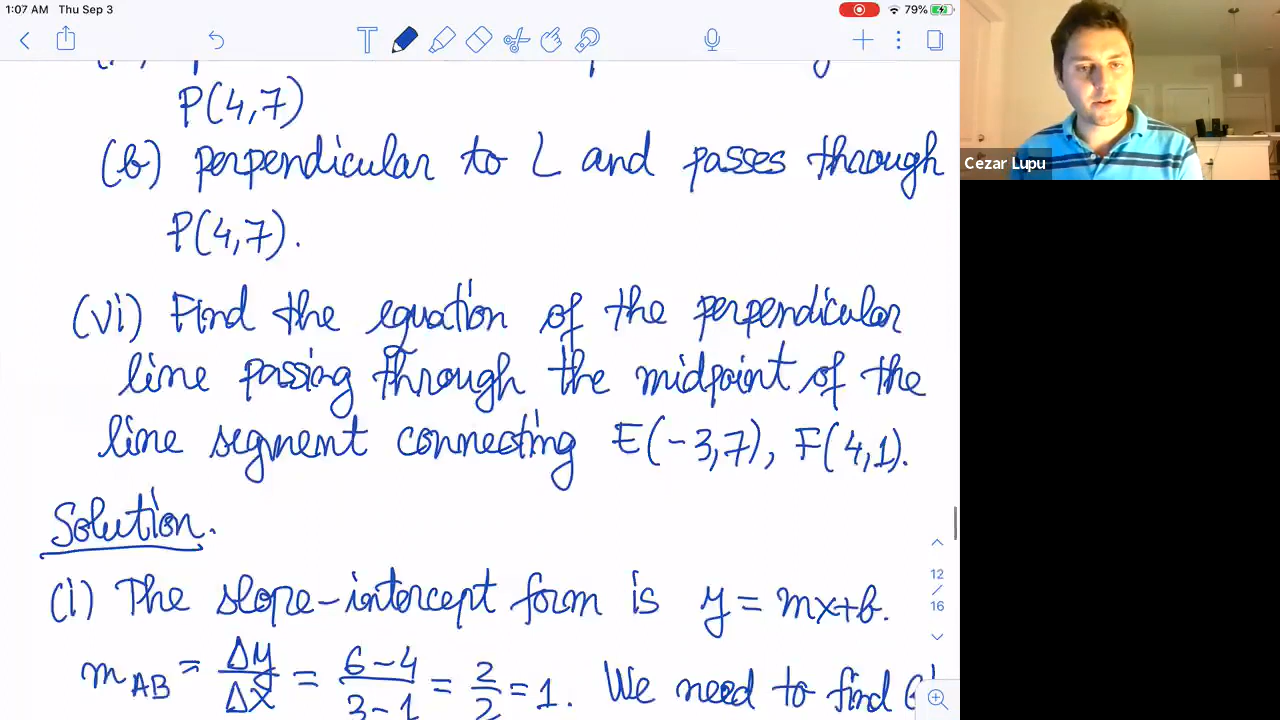 1:07 AM Thu Sep 3
79%
P(4,7)
(b) perpendicular to L and passes through
P(4,7).
(vi) Find the equation of the perpendicular
line passing through the midpoint of the
line segment connecting E(-3,7), F(4,1).
Solution.
(i) The slope-intercept form is y = mx+b.
m_AB = Δy/Δx = 6-4/3-1 = 2/2 = 1. We need to find
12
/
16
Cezar Lupu